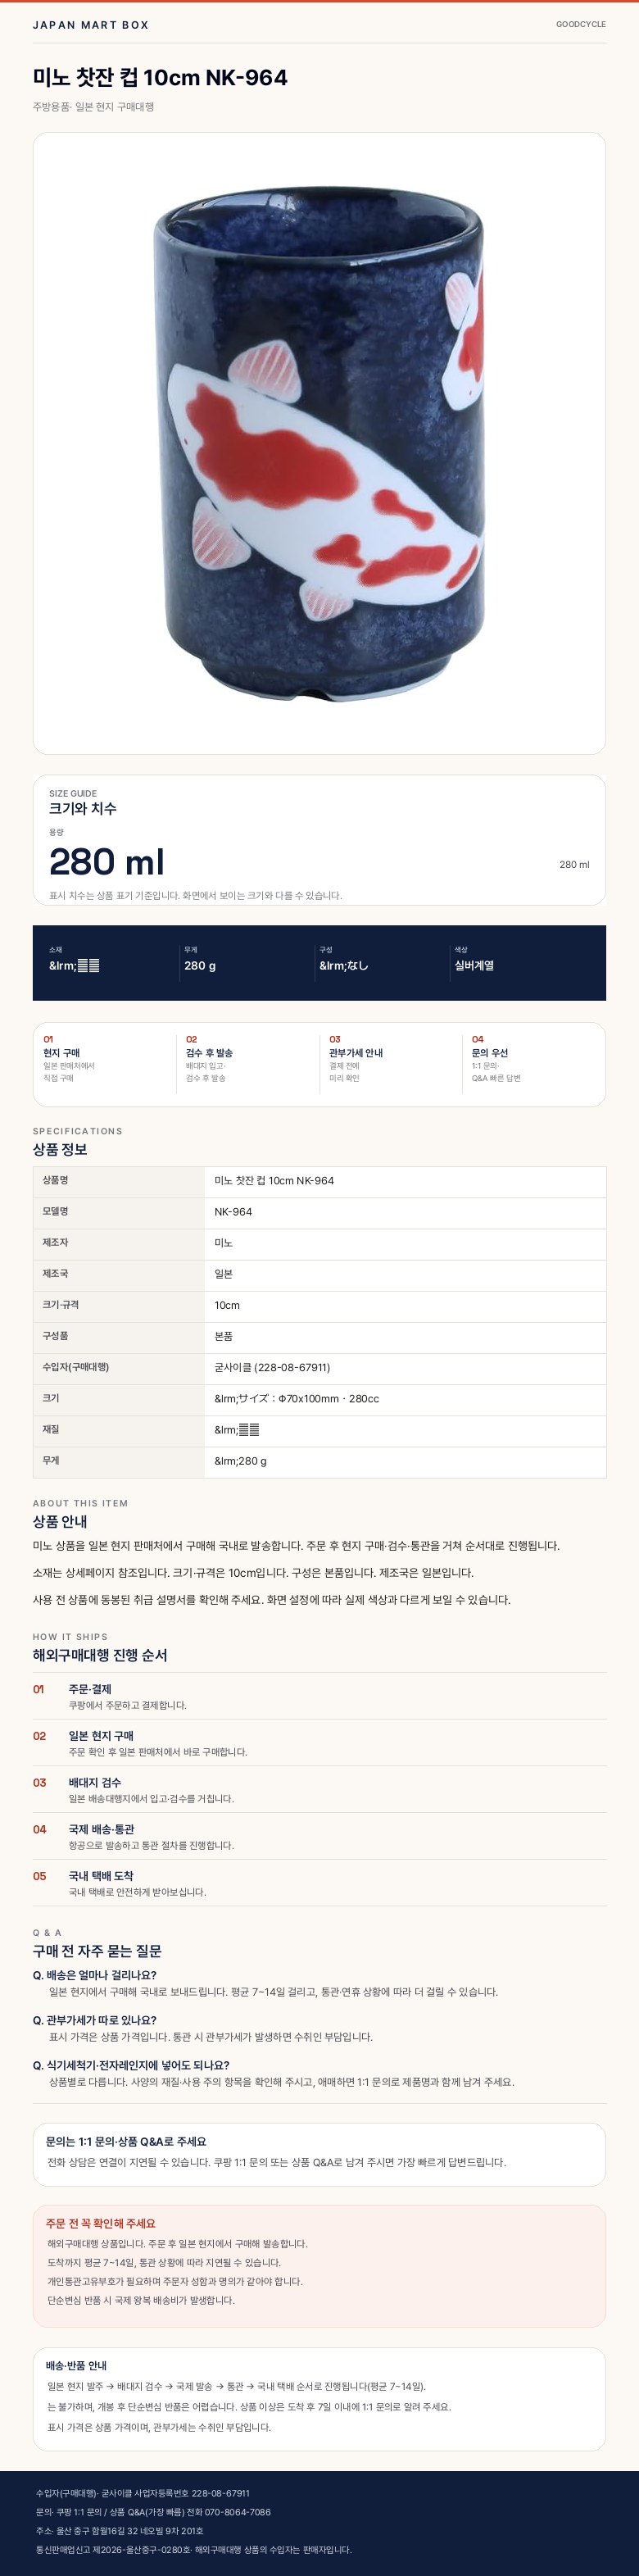 JAPAN MART BOX
GOODCYCLE
미노 찻잔 컵 10cm NK-964
주방용품· 일본 현지 구매대행
SIZE GUIDE
크기와 치수
용량
280 ml
280 ml
표시 치수는 상품 표기 기준입니다. 화면에서 보이는 크기와 다를 수 있습니다.
소재
&lrm;
무게
280 g
구성
&lrm;なし
색상
실버계열
01
현지 구매
일본 판매처에서
직접 구매
02
검수 후 발송
배대지 입고·
검수 후 발송
03
관부가세 안내
결제 전에
미리 확인
04
문의 우선
1:1 문의·
Q&A 빠른 답변
SPECIFICATIONS
상품 정보
상품명 미노 찻잔 컵 10cm NK-964
모델명 NK-964
제조자 미노
제조국 일본
크기·규격 10cm
구성품 본품
수입자(구매대행) 굳사이클 (228-08-67911)
크기 &lrm;サイズ：Φ70x100mm・280cc
재질 &lrm;
무게 &lrm;280 g
ABOUT THIS ITEM
상품 안내
미노 상품을 일본 현지 판매처에서 구매해 국내로 발송합니다. 주문 후 현지 구매·검수·통관을 거쳐 순서대로 진행됩니다.
소재는 상세페이지 참조입니다. 크기·규격은 10cm입니다. 구성은 본품입니다. 제조국은 일본입니다.
사용 전 상품에 동봉된 취급 설명서를 확인해 주세요. 화면 설정에 따라 실제 색상과 다르게 보일 수 있습니다.
HOW IT SHIPS
해외구매대행 진행 순서
01 주문·결제
쿠팡에서 주문하고 결제합니다.
02 일본 현지 구매
주문 확인 후 일본 판매처에서 바로 구매합니다.
03 배대지 검수
일본 배송대행지에서 입고·검수를 거칩니다.
04 국제 배송·통관
항공으로 발송하고 통관 절차를 진행합니다.
05 국내 택배 도착
국내 택배로 안전하게 받아보십니다.
Q & A
구매 전 자주 묻는 질문
Q. 배송은 얼마나 걸리나요?
일본 현지에서 구매해 국내로 보내드립니다. 평균 7~14일 걸리고, 통관·연휴 상황에 따라 더 걸릴 수 있습니다.
Q. 관부가세가 따로 있나요?
표시 가격은 상품 가격입니다. 통관 시 관부가세가 발생하면 수취인 부담입니다.
Q. 식기세척기·전자레인지에 넣어도 되나요?
상품별로 다릅니다. 사양의 재질·사용 주의 항목을 확인해 주시고, 애매하면 1:1 문의로 제품명과 함께 남겨 주세요.
문의는 1:1 문의·상품 Q&A로 주세요
전화 상담은 연결이 지연될 수 있습니다. 쿠팡 1:1 문의 또는 상품 Q&A로 남겨 주시면 가장 빠르게 답변드립니다.
주문 전 꼭 확인해 주세요
해외구매대행 상품입니다. 주문 후 일본 현지에서 구매해 발송합니다.
도착까지 평균 7~14일, 통관 상황에 따라 지연될 수 있습니다.
개인통관고유부호가 필요하며 주문자 성함과 명의가 같아야 합니다.
단순변심 반품 시 국제 왕복 배송비가 발생합니다.
배송·반품 안내
일본 현지 발주 → 배대지 검수 → 국제 발송 → 통관 → 국내 택배 순서로 진행됩니다(평균 7~14일).
는 불가하며, 개봉 후 단순변심 반품은 어렵습니다. 상품 이상은 도착 후 7일 이내에 1:1 문의로 알려 주세요.
표시 가격은 상품 가격이며, 관부가세는 수취인 부담입니다.
수입자(구매대행)· 굳사이클 사업자등록번호 228-08-67911
문의· 쿠팡 1:1 문의 / 상품 Q&A(가장 빠름) 전화 070-8064-7086
주소· 울산 중구 함월16길 32 네오빌 9차 201호
통신판매업신고 제2026-울산중구-0280호· 해외구매대행 상품의 수입자는 판매자입니다.